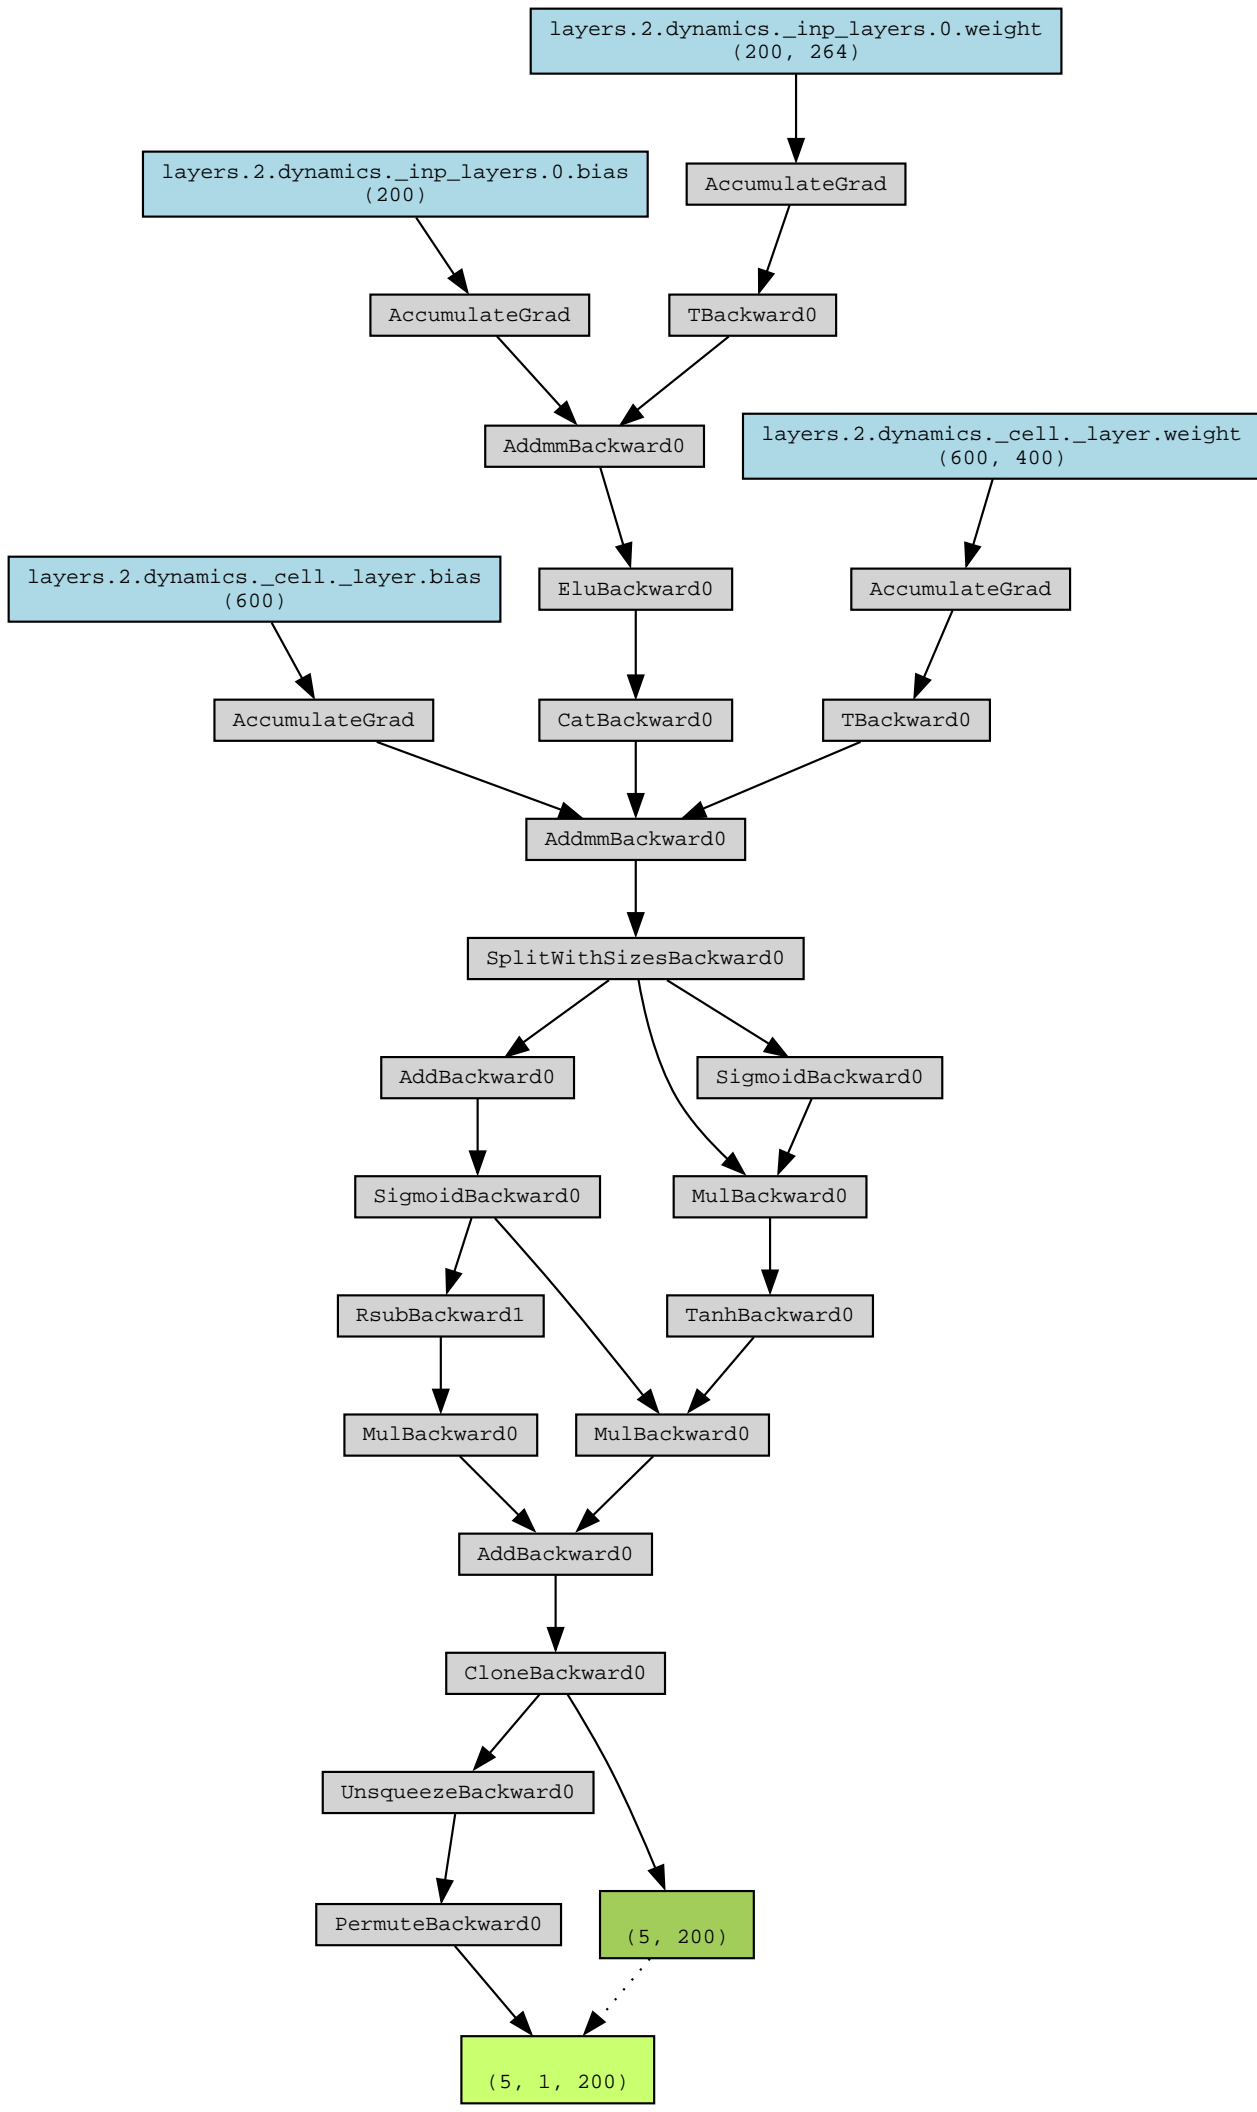 layers.2.dynamics._inp_layers.0.weight
(200, 264)
layers.2.dynamics._inp_layers.0.bias
(200)
AccumulateGrad
AccumulateGrad
TBackward0
AddmmBackward0
layers.2.dynamics._cell._layer.weight
(600, 400)
layers.2.dynamics._cell._layer.bias
(600)
EluBackward0
AccumulateGrad
AccumulateGrad
CatBackward0
TBackward0
AddmmBackward0
SplitWithSizesBackward0
AddBackward0
SigmoidBackward0
SigmoidBackward0
MulBackward0
RsubBackward1
TanhBackward0
MulBackward0
MulBackward0
AddBackward0
CloneBackward0
UnsqueezeBackward0
PermuteBackward0
(5, 200)
(5, 1, 200)